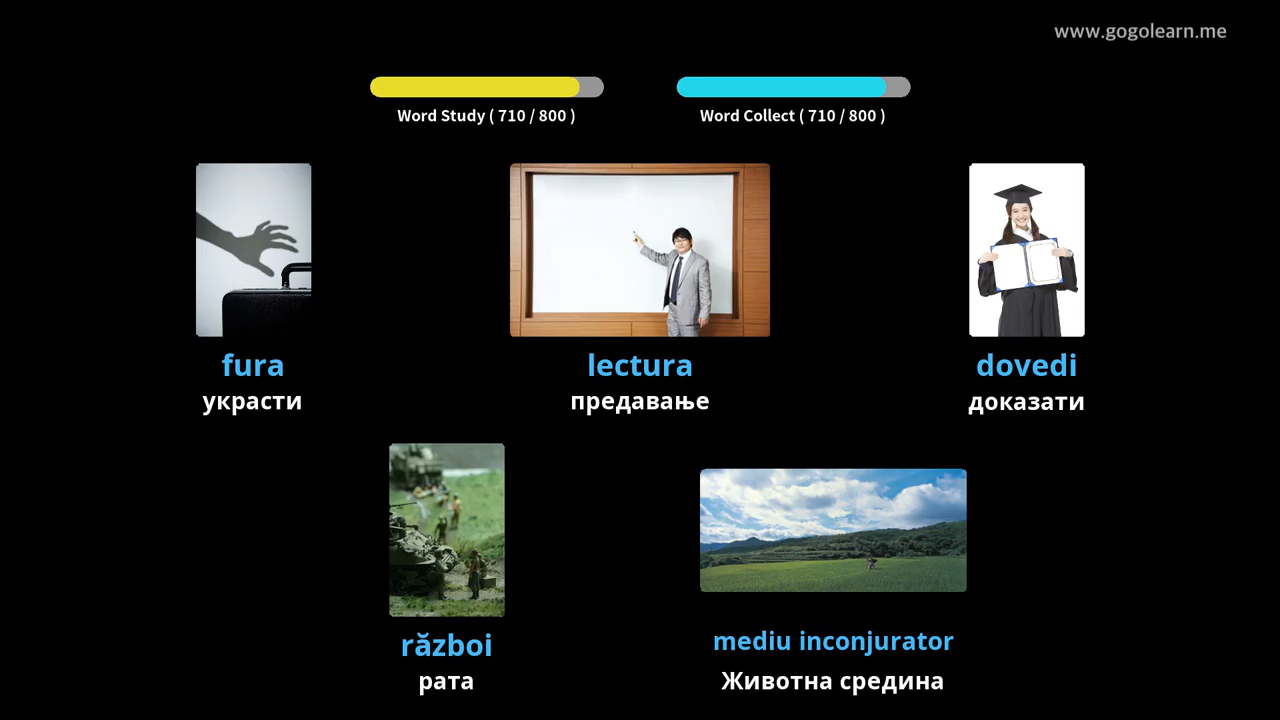 www.gogolearn.me
Word Study ( 710 / 800 )
Word Collect ( 710 / 800 )
fura
lectura
dovedi
украсти
предавање
доказати
război
mediu inconjurator
рата
Животна средина